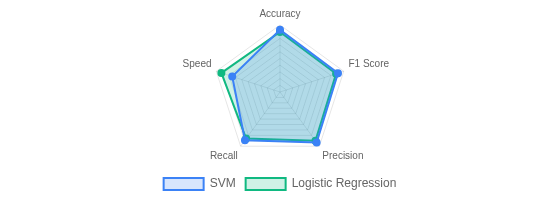 Accuracy
Speed
F1 Score
Recall
Precision
SVM
Logistic Regression